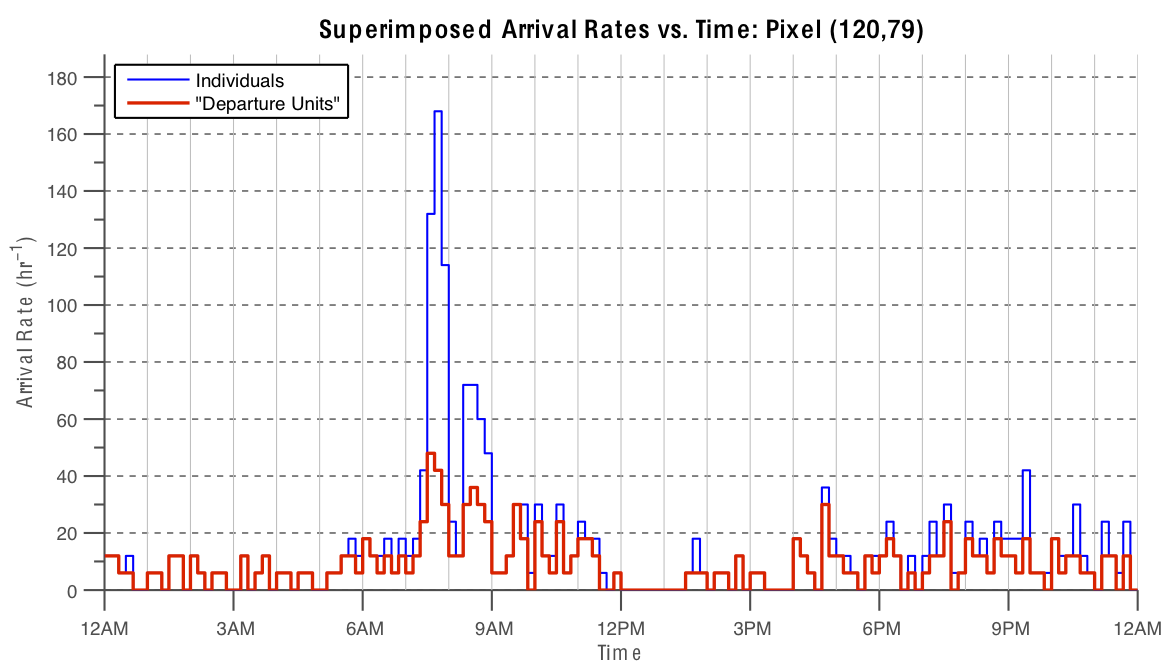 Superimposed Arrival Rates vs. Time: Pixel (120,79)
Individuals
"Departure Units"
180
160
140
120
100
80
60
40
20
0
Arrival Rate (hr⁻¹)
12AM 3AM 6AM 9AM 12PM 3PM 6PM 9PM 12AM
Time